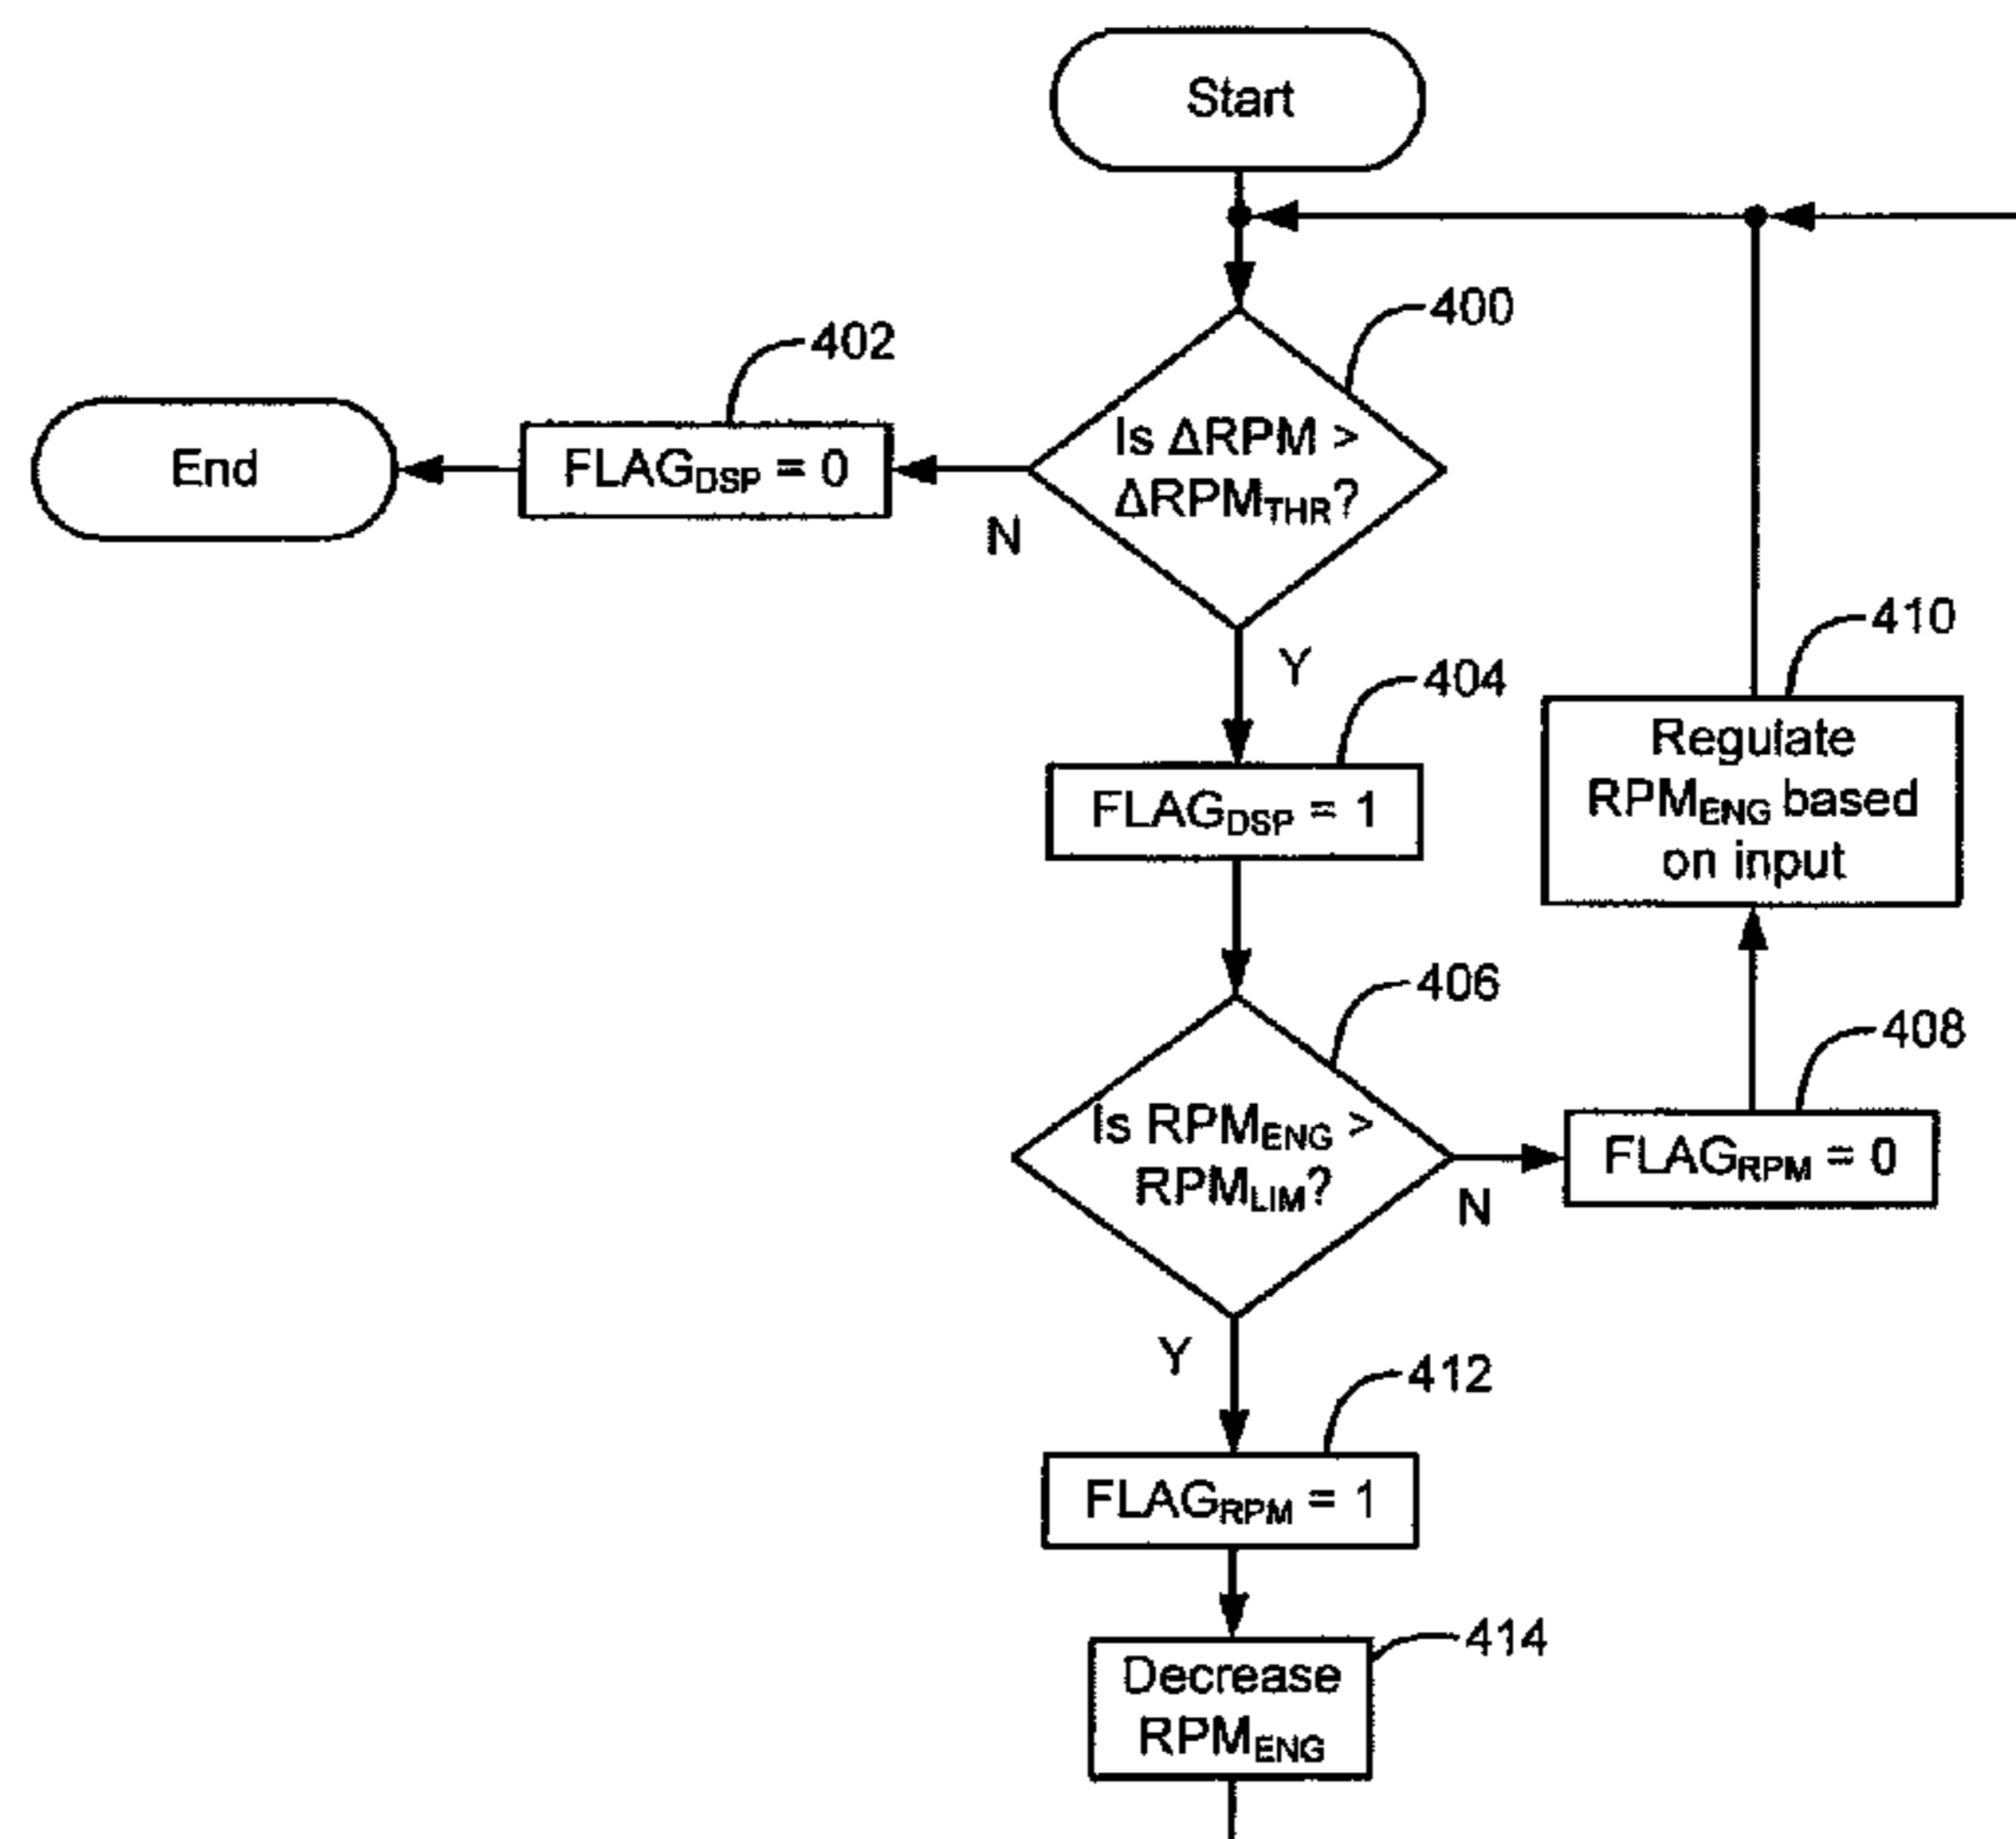 Start
400
402
Is ΔRPM >
ΔRPMTHR?
End
FLAGDSP = 0
N
Y
404
410
FLAGDSP = 1
Regulate
RPMENG based
on input
406
408
Is RPMENG >
RPMLIM?
N
FLAGRPM = 0
Y
412
FLAGRPM = 1
414
Decrease
RPMENG